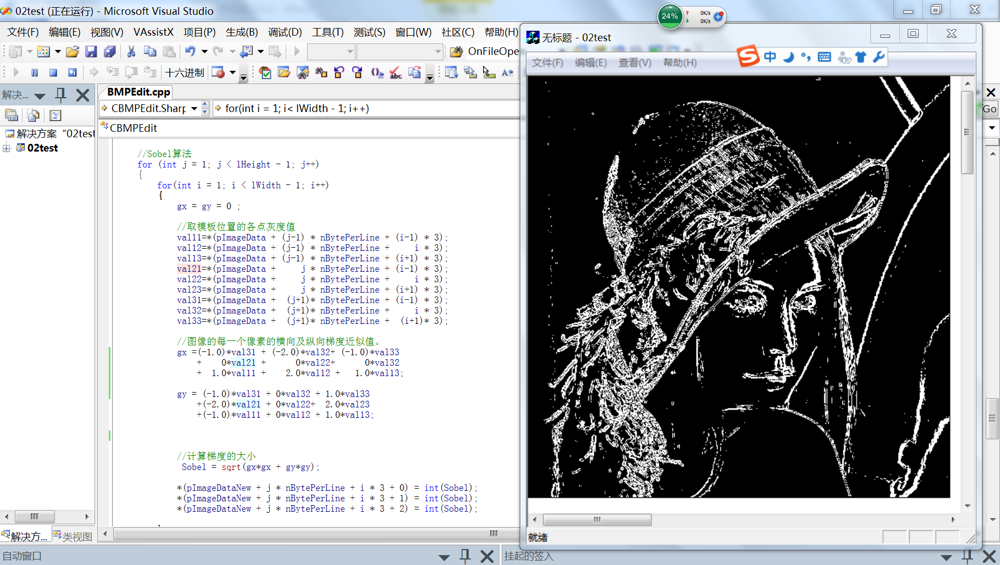 02test (正在运行) - Microsoft Visual Studio
文件(F) 编辑(E) 视图(V) VAssistX 项目(P) 生成(B) 调试(D) 工具(T) 测试(S) 窗口(W) 社区(C) 帮助(H)
OnFileOpe
十六进制
解决...
BMPEdit.cpp
CBMPEdit.Sharp
for(int i = 1; i< lWidth - 1; i++)
Go
CBMPEdit
解决方案 “02test
02test
//Sobel算法
for (int j = 1; j < lHeight - 1; j++)
{
for(int i = 1; i < lWidth - 1; i++)
{
gx = gy = 0 ;
//取模板位置的各点灰度值
val11=*(pImageData + (j-1) * nBytePerLine + (i-1) * 3);
val12=*(pImageData + (j-1) * nBytePerLine + i * 3);
val13=*(pImageData + (j-1) * nBytePerLine + (i+1) * 3);
val21=*(pImageData + j * nBytePerLine + (i-1) * 3);
val22=*(pImageData + j * nBytePerLine + i * 3);
val23=*(pImageData + j * nBytePerLine + (i+1) * 3);
val31=*(pImageData + (j+1)* nBytePerLine + (i-1) * 3);
val32=*(pImageData + (j+1)* nBytePerLine + i * 3);
val33=*(pImageData + (j+1)* nBytePerLine + (i+1)* 3);
//图像的每一个像素的横向及纵向梯度近似值。
gx =(-1.0)*val31 + (-2.0)*val32+ (-1.0)*val33
+ 0*val21 + 0*val22+ 0*val32
+ 1.0*val11 + 2.0*val12 + 1.0*val13;
gy = (-1.0)*val31 + 0*val32 + 1.0*val33
+(-2.0)*val21 + 0*val22+ 2.0*val23
+(-1.0)*val11 + 0*val12 + 1.0*val13;
//计算梯度的大小
Sobel = sqrt(gx*gx + gy*gy);
*(pImageDataNew + j * nBytePerLine + i * 3 + 0) = int(Sobel);
*(pImageDataNew + j * nBytePerLine + i * 3 + 1) = int(Sobel);
*(pImageDataNew + j * nBytePerLine + i * 3 + 2) = int(Sobel);
解决方... 类视图
自动窗口
挂起的签入
24%
0K/s
0K/s
无标题 - 02test
文件(F) 编辑(E) 查看(V) 帮助(H)
S 中
就绪